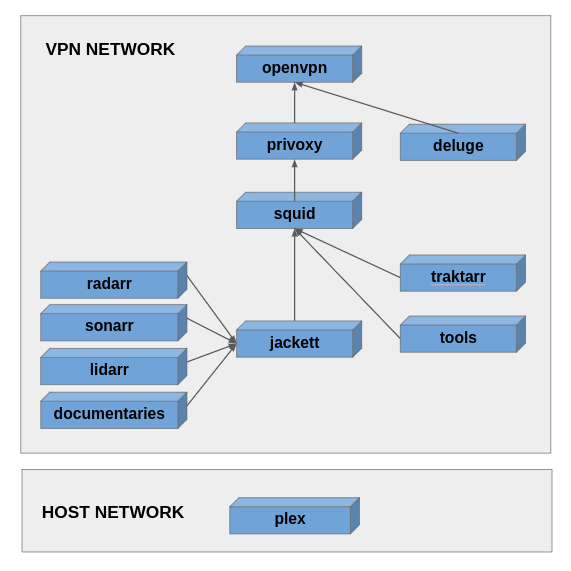 VPN NETWORK
openvpn
privoxy
deluge
squid
radarr
traktarr
sonarr
jackett
tools
lidarr
documentaries
HOST NETWORK
plex